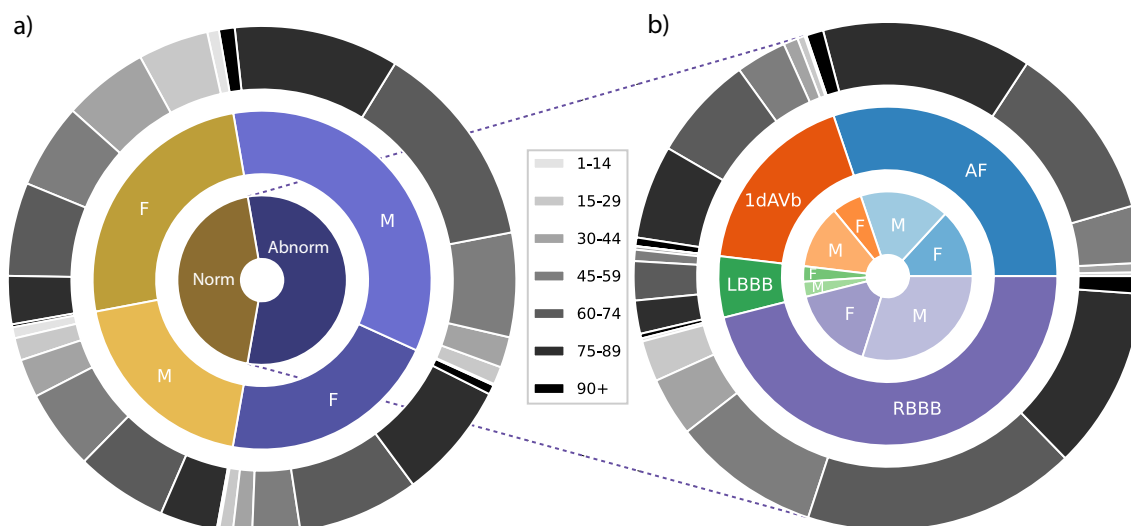 a)
F
M
Norm
Abnorm
M
F
1-14
15-29
30-44
45-59
60-74
75-89
90+
b)
1dAVb
AF
LBBB
RBBB
M
F
M
F
F
M
F
M